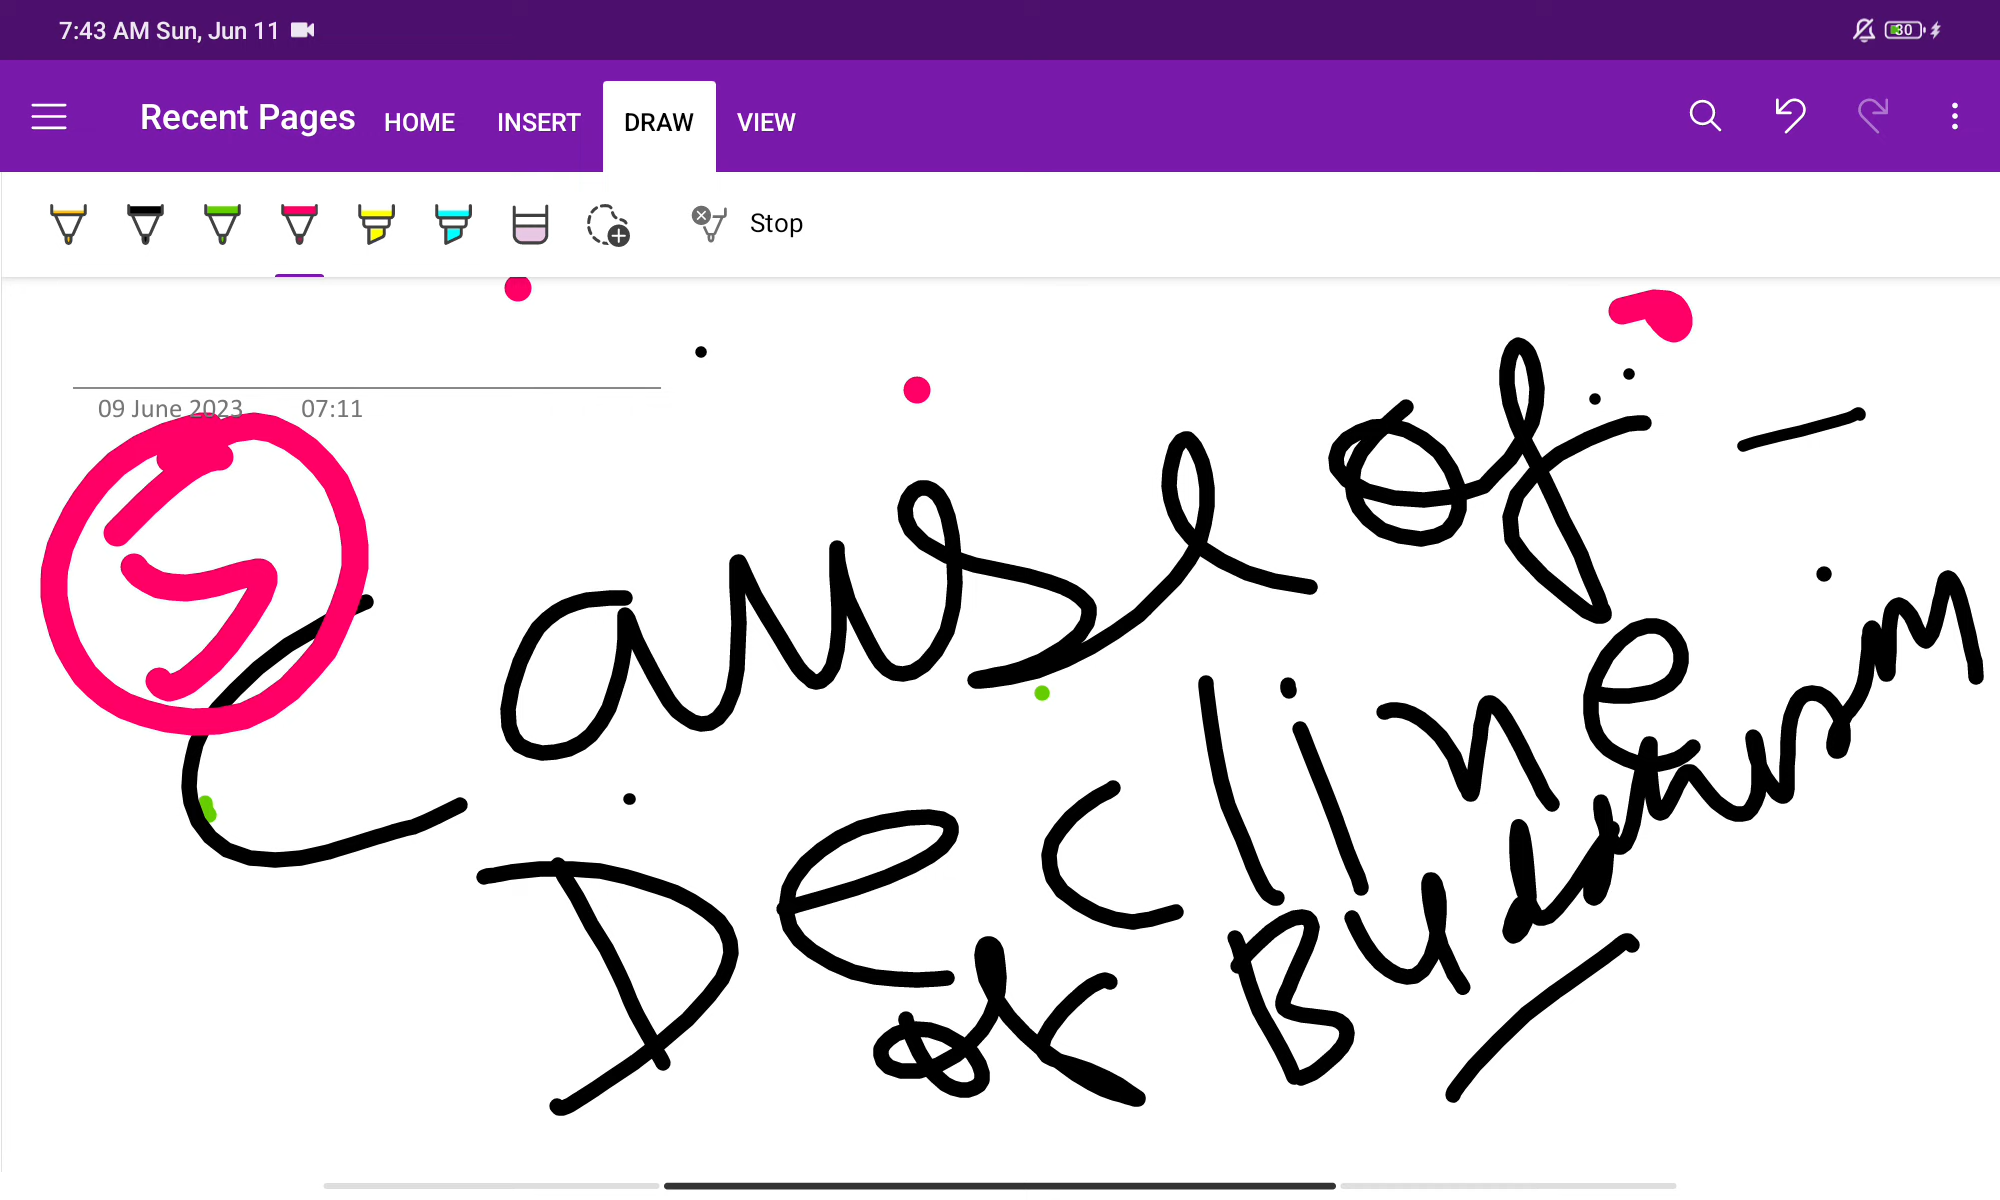 7:43 AM Sun, Jun 11 30
Recent Pages HOME INSERT DRAW VIEW
Stop
09 June 2023 07:11
5
Cause of -
Decline
of Buddhism